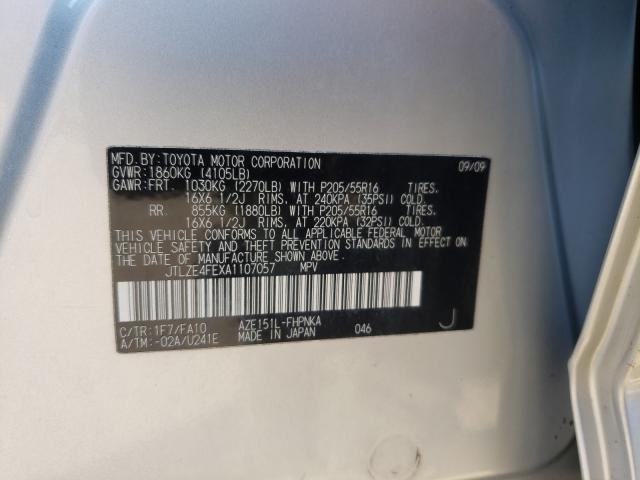 MFD.BY:TOYOTA MOTOR CORPORATION 09/09
GVWR:1860KG (4105LB)
GAWR:FRT. 1030KG (2270LB) WITH P205/55R16 TIRES,
16X6 1/2J RIMS, AT 240KPA (35PSI) COLD.
RR. 855KG (1880LB) WITH P205/55R16 TIRES,
16X6 1/2J RIMS, AT 220KPA (32PSI) COLD.
THIS VEHICLE CONFORMS TO ALL APPLICABLE FEDERAL MOTOR
VEHICLE SAFETY AND THEFT PREVENTION STANDARDS IN EFFECT ON
THE DATE OF MANUFACTURE SHOWN ABOVE.
JTLZE4FEXA1107057 MPV
C/TR:1F7/FA10 AZE151L-FHPNKA 046 J
A/TM:-02A/U241E MADE IN JAPAN